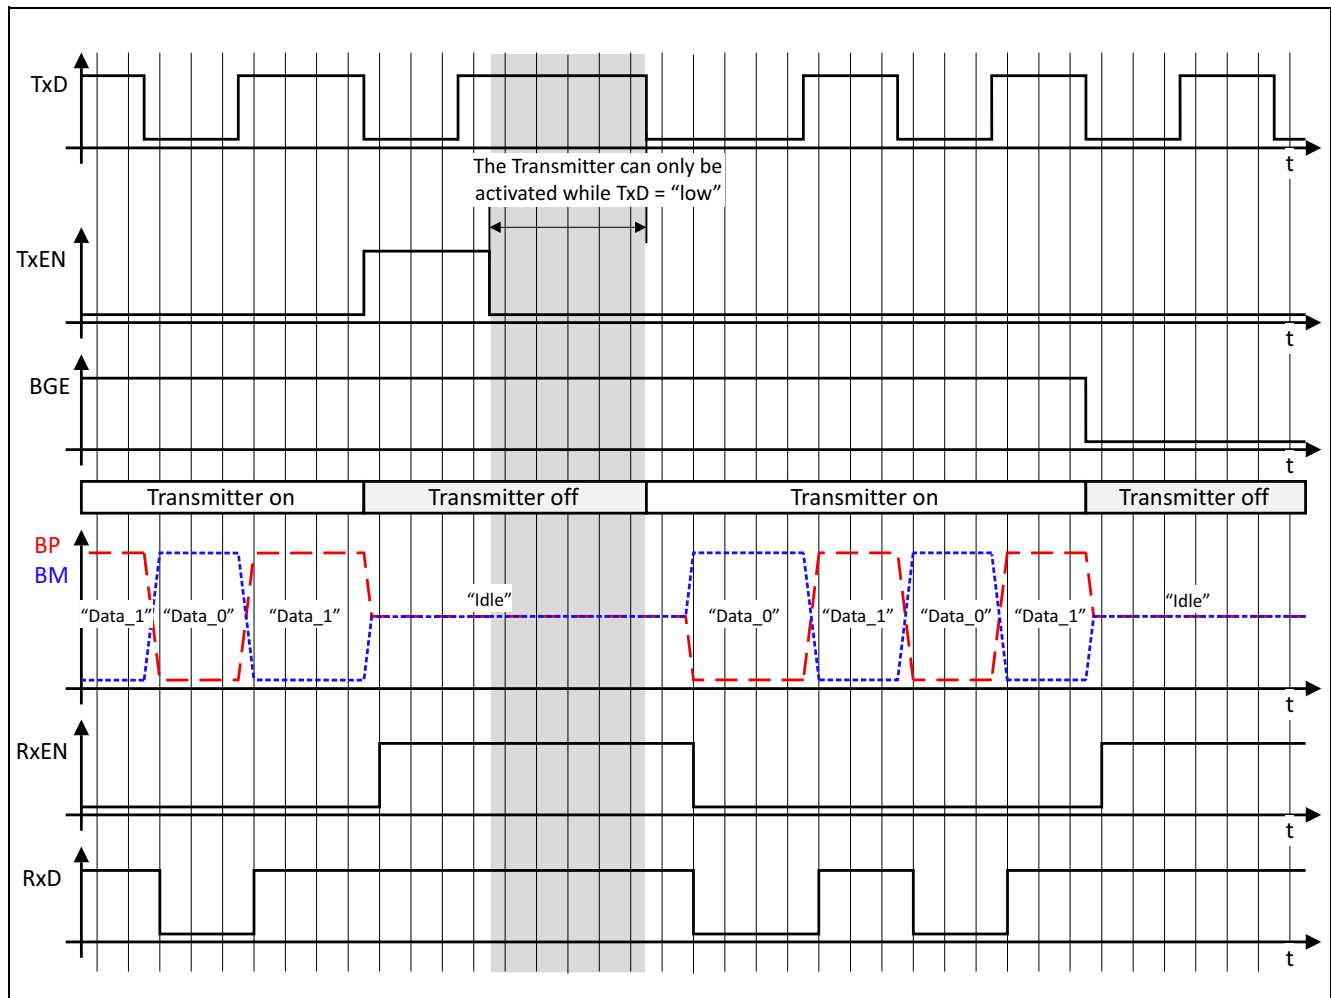 TxD
t
The Transmitter can only be
activated while TxD = “low”
TxEN
t
BGE
t
Transmitter on
Transmitter off
Transmitter on
Transmitter off
BP
BM
“Data_1”
“Data_0”
“Data_1”
“Idle”
“Data_0”
“Data_1”
“Data_0”
“Data_1”
“Idle”
t
RxEN
t
RxD
t